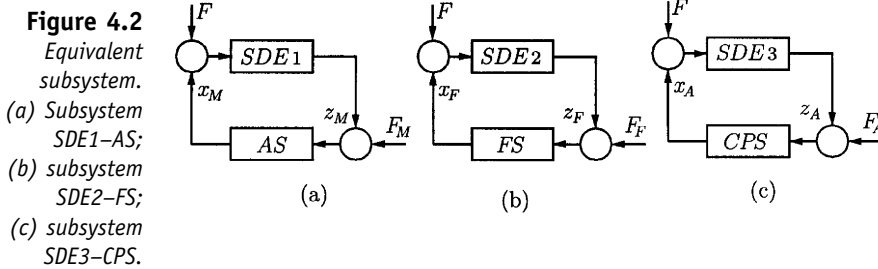 Figure 4.2
Equivalent
subsystem.
(a) Subsystem
SDE1–AS;
(b) subsystem
SDE2–FS;
(c) subsystem
SDE3–CPS.
F
SDE1
x_M
z_M
F_M
AS
(a)
F
SDE2
x_F
z_F
F_F
FS
(b)
F
SDE3
x_A
z_A
F_A
CPS
(c)